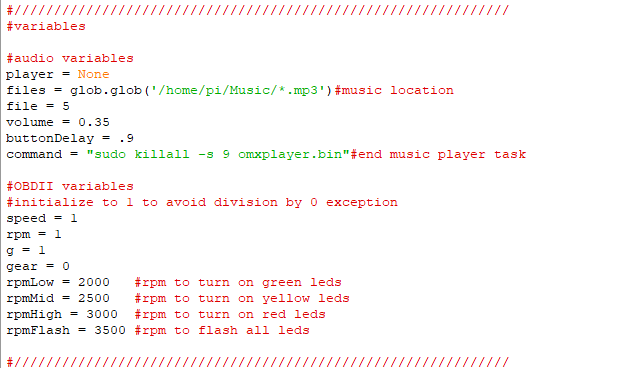 #//////////////////////////////////////////////////////////////
#variables
#audio variables
player = None
files = glob.glob('/home/pi/Music/*.mp3')#music location
file = 5
volume = 0.35
buttonDelay = .9
command = "sudo killall -s 9 omxplayer.bin"#end music player task
#OBDII variables
#initialize to 1 to avoid division by 0 exception
speed = 1
rpm = 1
g = 1
gear = 0
rpmLow = 2000   #rpm to turn on green leds
rpmMid = 2500   #rpm to turn on yellow leds
rpmHigh = 3000  #rpm to turn on red leds
rpmFlash = 3500 #rpm to flash all leds
#//////////////////////////////////////////////////////////////